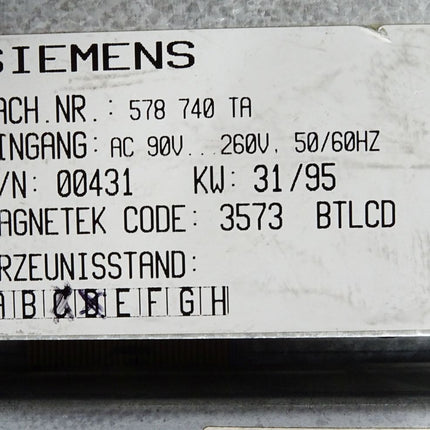 SIEMENS
ACH.NR.: 578 740 TA
INGANG: AC 90V...260V, 50/60HZ
/N: 00431 KW: 31/95
AGNETEK CODE: 3573 BTLCD
RZEUNISSTAND:
A B C D E F G H